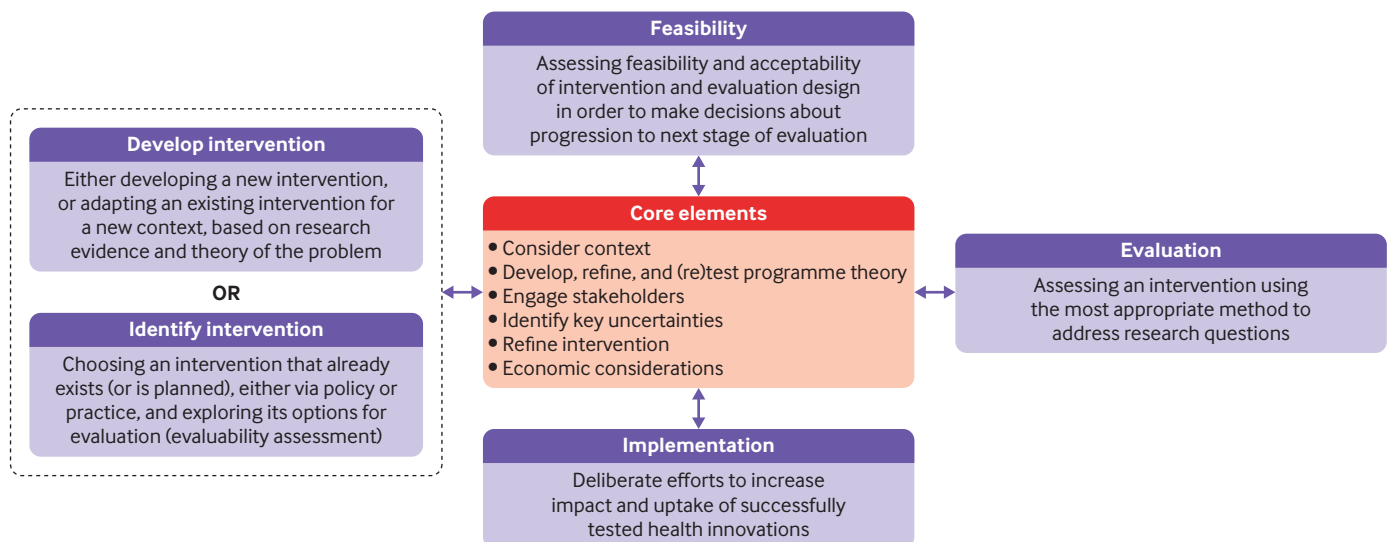 Feasibility
Assessing feasibility and acceptability
of intervention and evaluation design
in order to make decisions about
progression to next stage of evaluation
Develop intervention
Either developing a new intervention,
or adapting an existing intervention for
a new context, based on research
evidence and theory of the problem
OR
Identify intervention
Choosing an intervention that already
exists (or is planned), either via policy or
practice, and exploring its options for
evaluation (evaluability assessment)
Core elements
• Consider context
• Develop, refine, and (re)test programme theory
• Engage stakeholders
• Identify key uncertainties
• Refine intervention
• Economic considerations
Evaluation
Assessing an intervention using
the most appropriate method to
address research questions
Implementation
Deliberate efforts to increase
impact and uptake of successfully
tested health innovations